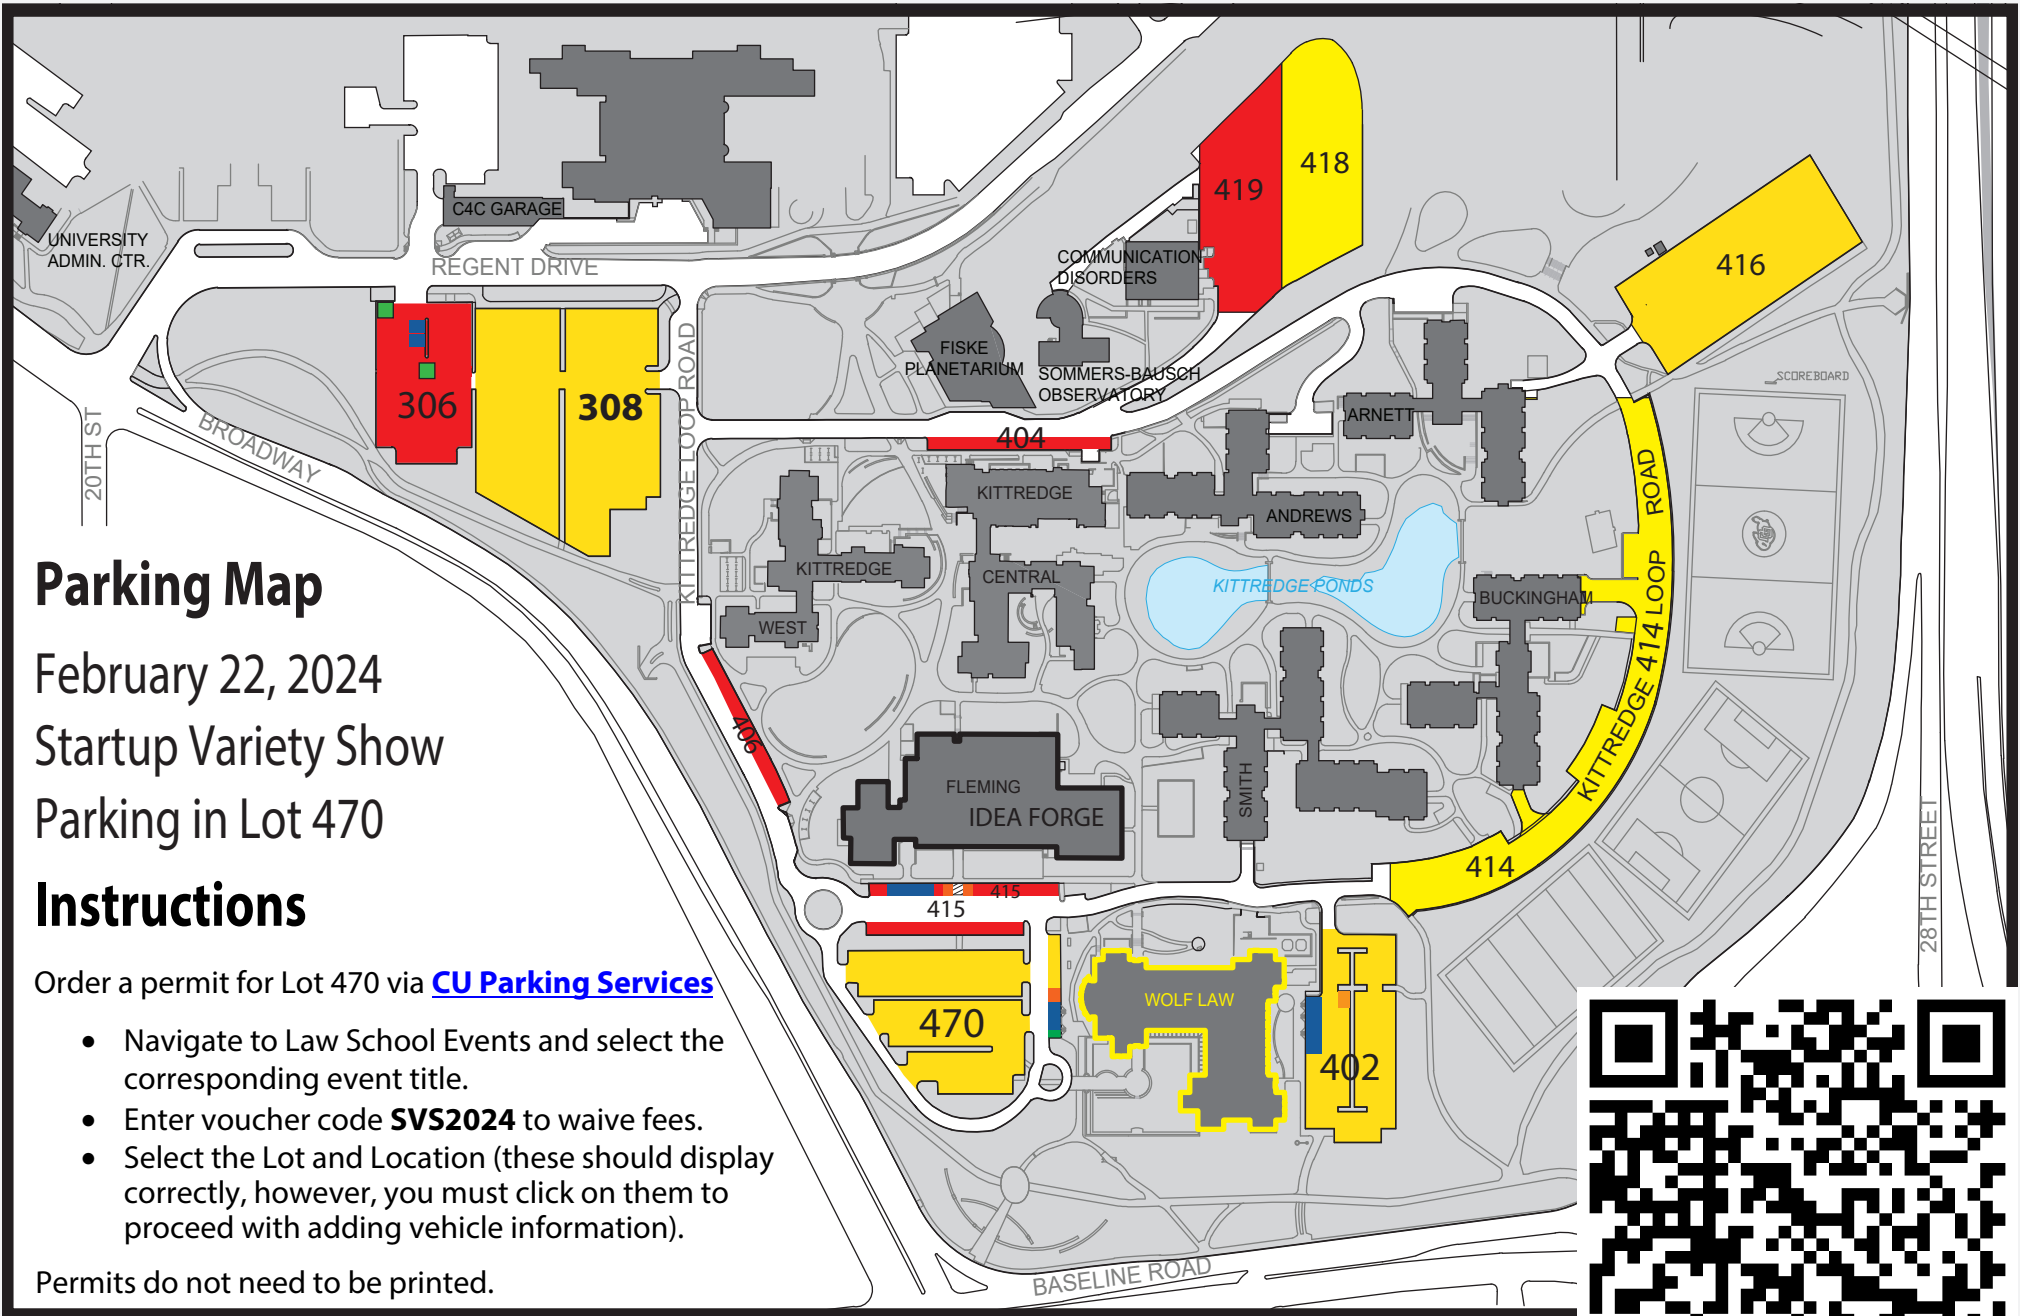 C4C GARAGE
UNIVERSITY
ADMIN. CTR.
REGENT DRIVE
COMMUNICATION
DISORDERS
419
418
416
306
308
FISKE
PLANETARIUM
SOMMERS-BAUSCH
OBSERVATORY
SCOREBOARD
20TH ST
BROADWAY
KITTREDGE LOOP ROAD
404
ARNETT
KITTREDGE
ANDREWS
KITTREDGE
WEST
CENTRAL
KITTREDGE PONDS
BUCKINGHAM
KITTREDGE 414 LOOP ROAD
406
FLEMING
IDEA FORGE
SMITH
414
415
415
470
WOLF LAW
402
28TH STREET
BASELINE ROAD
Parking Map
February 22, 2024
Startup Variety Show
Parking in Lot 470
Instructions
Order a permit for Lot 470 via CU Parking Services
• Navigate to Law School Events and select the
corresponding event title.
• Enter voucher code SVS2024 to waive fees.
• Select the Lot and Location (these should display
correctly, however, you must click on them to
proceed with adding vehicle information).
Permits do not need to be printed.